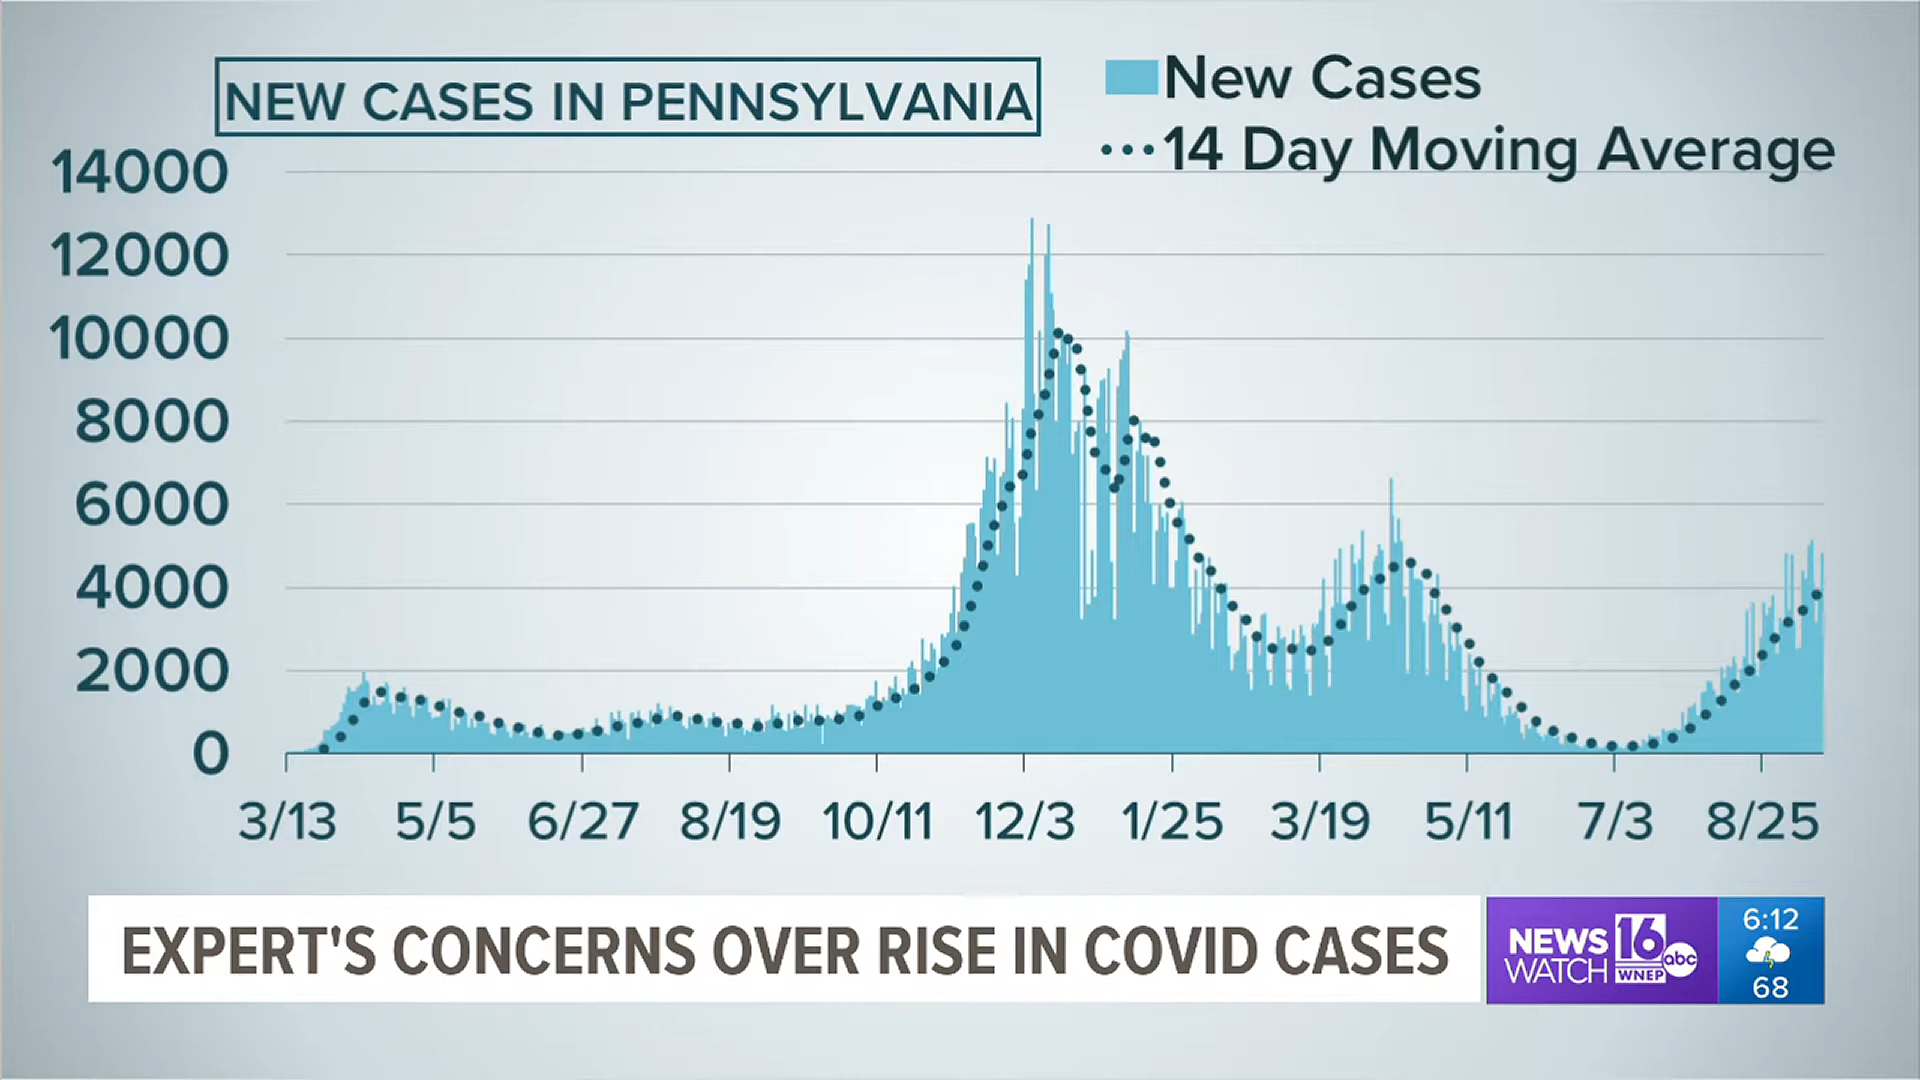 NEW CASES IN PENNSYLVANIA
New Cases
14 Day Moving Average
14000
12000
10000
8000
6000
4000
2000
0
3/13 5/5 6/27 8/19 10/11 12/3 1/25 3/19 5/11 7/3 8/25
EXPERT'S CONCERNS OVER RISE IN COVID CASES
NEWS
WATCH
16
WNEP
abc
6:12
68